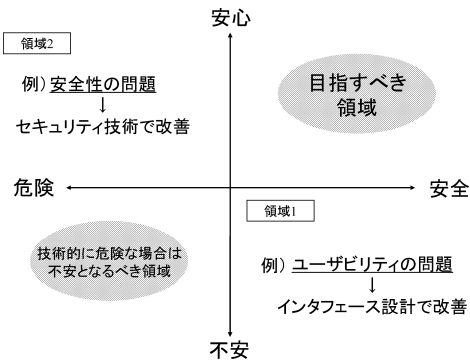 安心
領域2
例) 安全性の問題
↓
セキュリティ技術で改善
目指すべき
領域
危険
安全
領域1
技術的に危険な場合は
不安となるべき領域
例) ユーザビリティの問題
↓
インタフェース設計で改善
不安